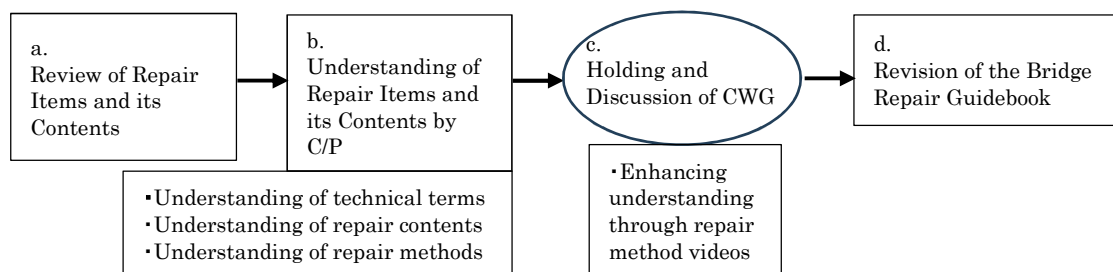 a.
Review of Repair
Items and its
Contents
b.
Understanding of
Repair Items and
its Contents by
C/P
・Understanding of technical terms
・Understanding of repair contents
・Understanding of repair methods
c.
Holding and
Discussion of CWG
・Enhancing
understanding
through repair
method videos
d.
Revision of the Bridge
Repair Guidebook